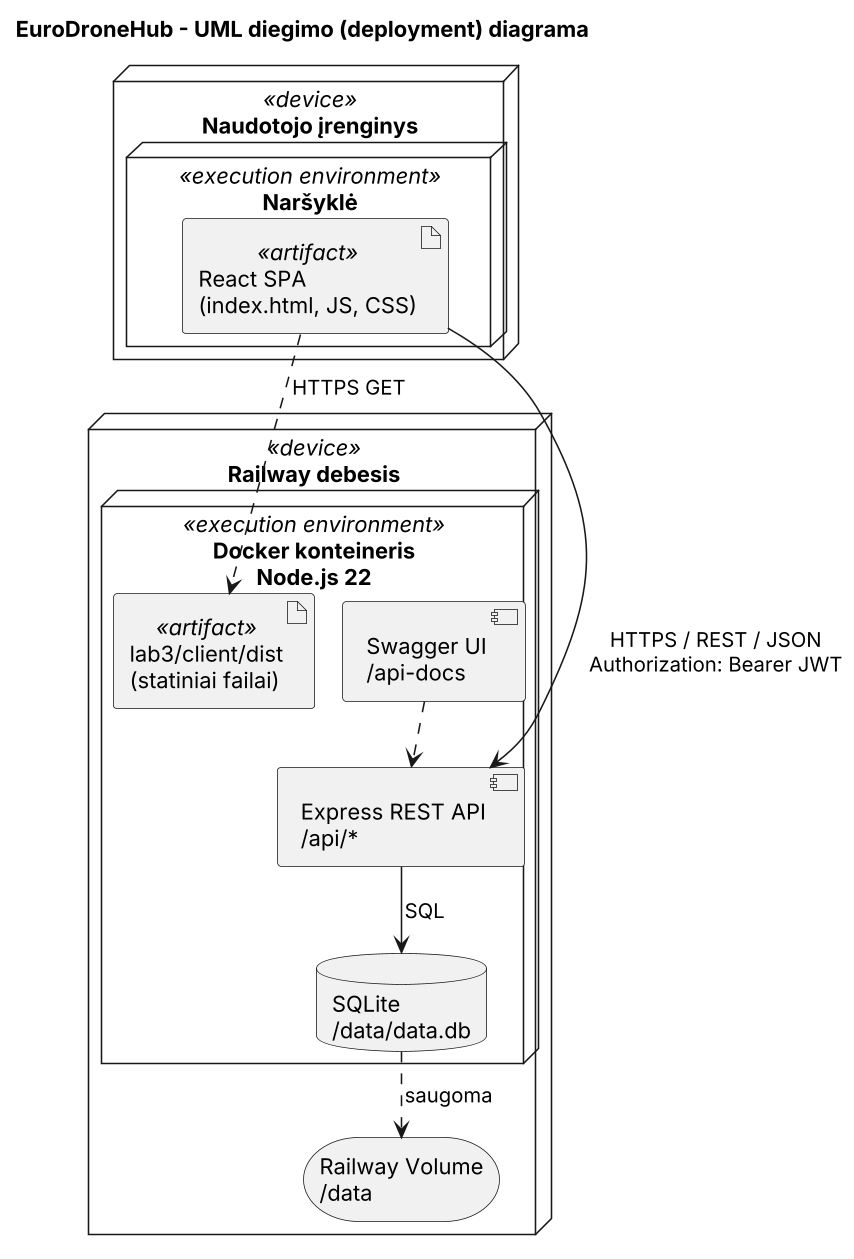 EuroDroneHub - UML diegimo (deployment) diagrama
«device»
Naudotojo įrenginys
«execution environment»
Naršyklė
«artifact»
React SPA
(index.html, JS, CSS)
HTTPS GET
«device»
Railway debesis
«execution environment»
Docker konteineris
Node.js 22
«artifact»
lab3/client/dist
(statiniai failai)
Swagger UI
/api-docs
HTTPS / REST / JSON
Authorization: Bearer JWT
Express REST API
/api/*
SQL
SQLite
/data/data.db
saugoma
Railway Volume
/data